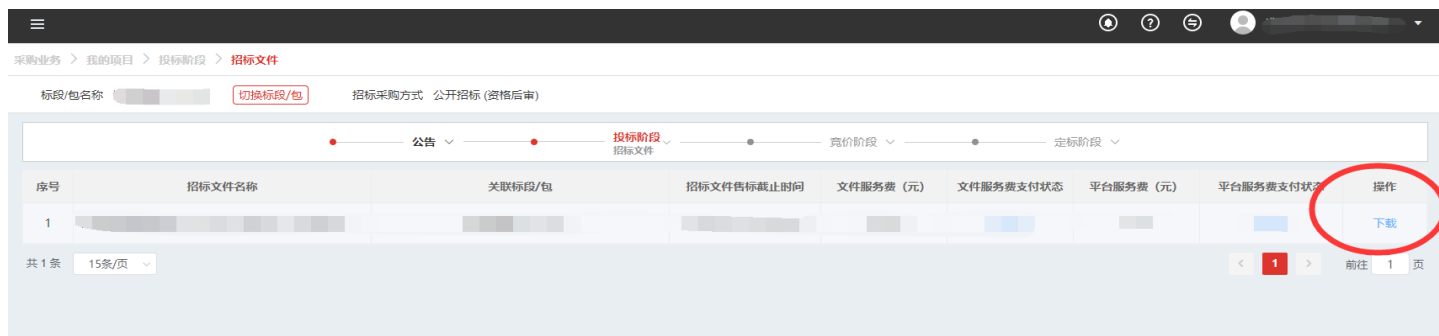 采购业务 > 我的项目 > 投标阶段 > 招标文件
标段/包名称 切换标段/包 招标采购方式 公开招标 (资格后审)
公告 投标阶段 竞价阶段 定标阶段
招标文件
序号 招标文件名称 关联标段/包 招标文件售标截止时间 文件服务费 (元) 文件服务费支付状态 平台服务费 (元) 平台服务费支付状态 操作
1 下载
共 1 条 15条/页 < 1 > 前往 1 页